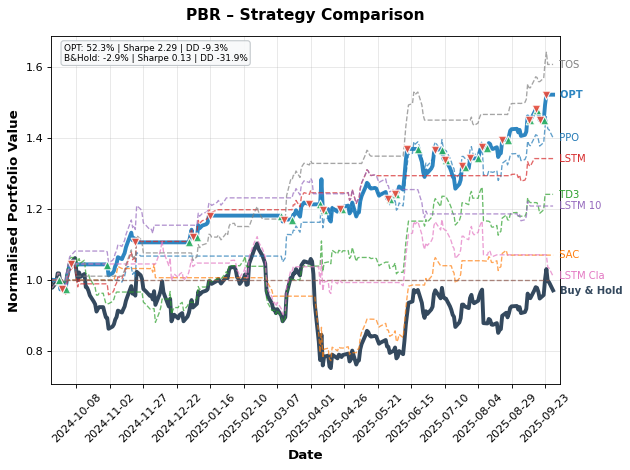 PBR – Strategy Comparison
OPT: 52.3% | Sharpe 2.29 | DD -9.3%
B&Hold: -2.9% | Sharpe 0.13 | DD -31.9%
Normalised Portfolio Value
1.6
1.4
1.2
1.0
0.8
TOS
OPT
PPO
LSTM
TD3
LSTM 10
SAC
LSTM Cla
Buy & Hold
2024-10-08
2024-11-02
2024-11-27
2024-12-22
2025-01-16
2025-02-10
2025-03-07
2025-04-01
2025-04-26
2025-05-21
2025-06-15
2025-07-10
2025-08-04
2025-08-29
2025-09-23
Date